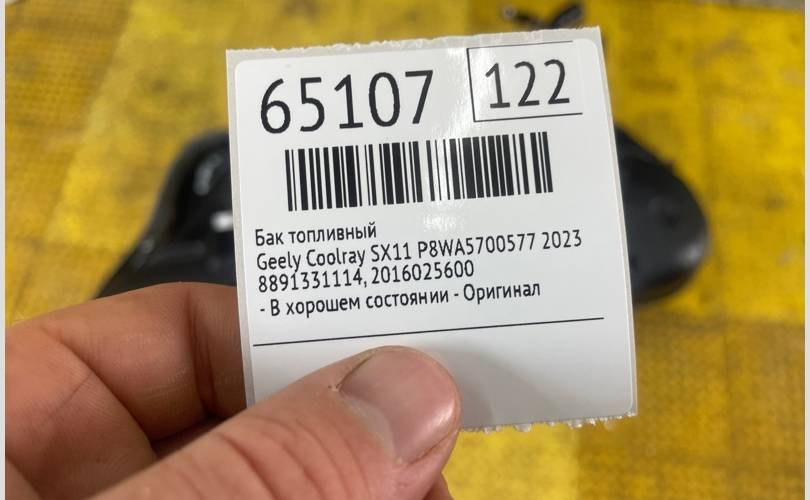 65107
122
Бак топливный
Geely Coolray SX11 P8WA5700577 2023
8891331114, 2016025600
- В хорошем состоянии - Оригинал